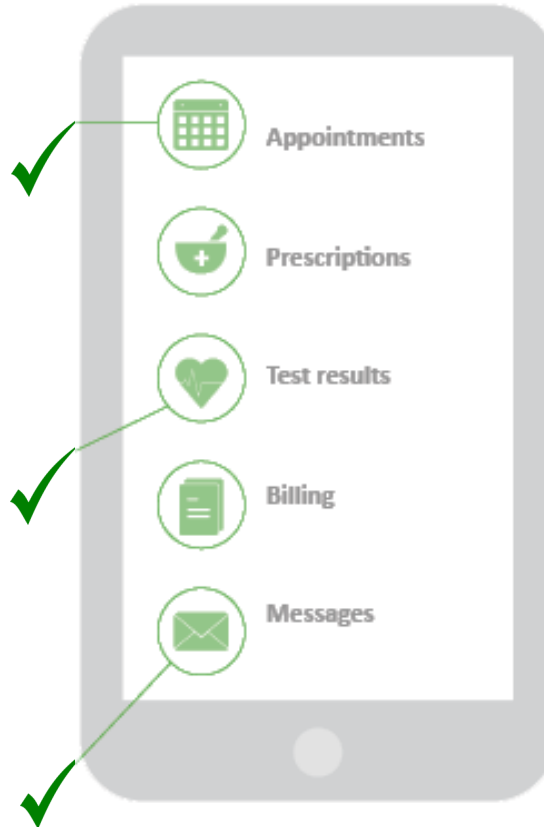 Appointments
Prescriptions
Test results
Billing
Messages